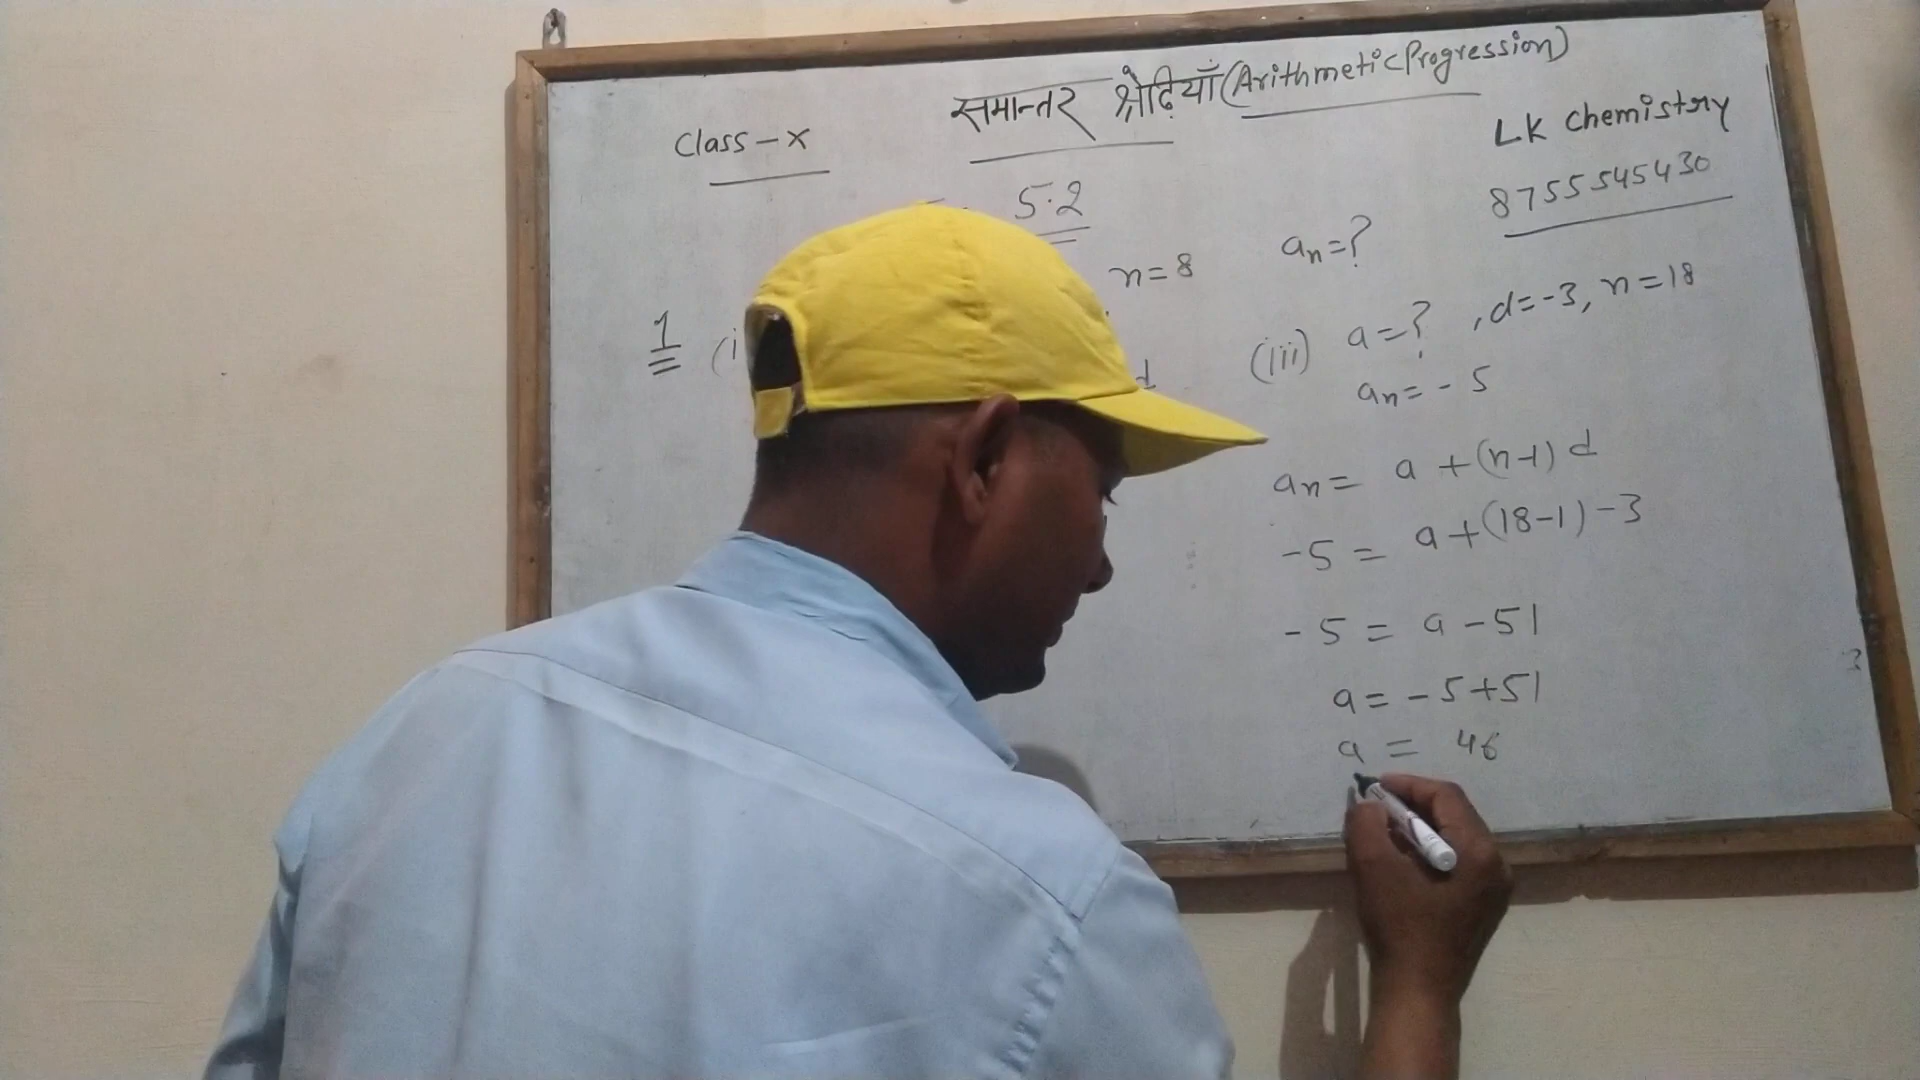 समान्तर श्रेढ़ियाँ (Arithmetic Progression)
Class - X
LK Chemistry
8755545430
5.2
n=8
an=?
1 (i
d
(iii) a=? , d=-3, n=18
an= - 5
an= a +(n-1) d
-5 = a+(18-1) -3
-5 = a -51
a= -5+51
a = 46